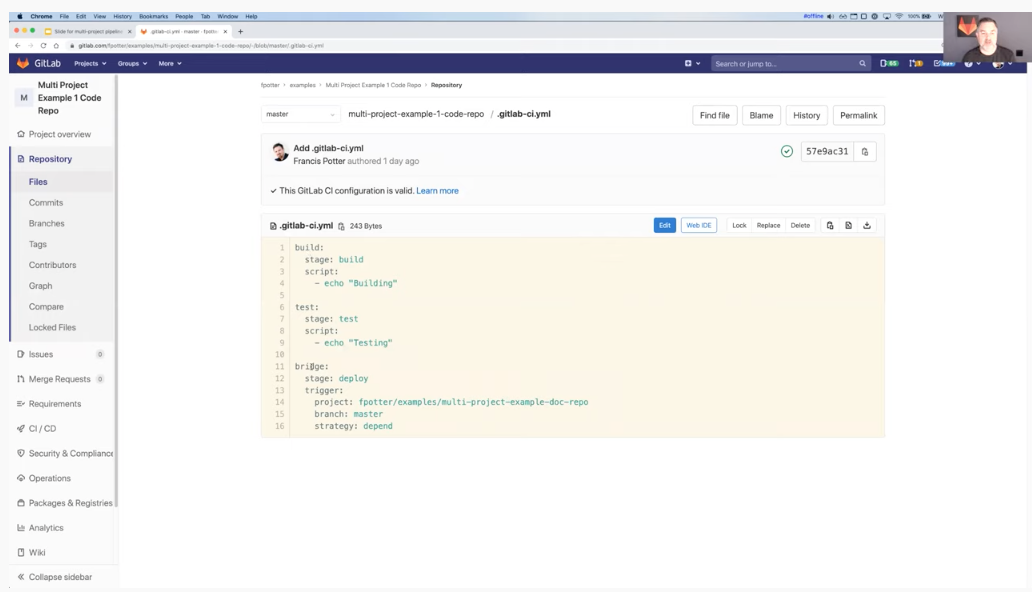 Chrome File Edit View History Bookmarks People Tab Window Help
#offline 100%
Slide for multi-project pipeline
.gitlab-ci.yml · master · fpotter
gitlab.com/fpotter/examples/multi-project-example-1-code-repo/-/blob/master/.gitlab-ci.yml
GitLab Projects Groups More
Search or jump to...
65
Multi Project
M Example 1 Code
Repo
Project overview
Repository
Files
Commits
Branches
Tags
Contributors
Graph
Compare
Locked Files
Issues 0
Merge Requests 0
Requirements
CI / CD
Security & Compliance
Operations
Packages & Registries
Analytics
Wiki
Collapse sidebar
fpotter > examples > Multi Project Example 1 Code Repo > Repository
master
multi-project-example-1-code-repo / .gitlab-ci.yml
Find file Blame History Permalink
Add .gitlab-ci.yml
Francis Potter authored 1 day ago
57e9ac31
This GitLab CI configuration is valid. Learn more
.gitlab-ci.yml 243 Bytes
Edit Web IDE Lock Replace Delete
1 build:
2 stage: build
3 script:
4 - echo "Building"
5
6 test:
7 stage: test
8 script:
9 - echo "Testing"
10
11 bridge:
12 stage: deploy
13 trigger:
14 project: fpotter/examples/multi-project-example-doc-repo
15 branch: master
16 strategy: depend